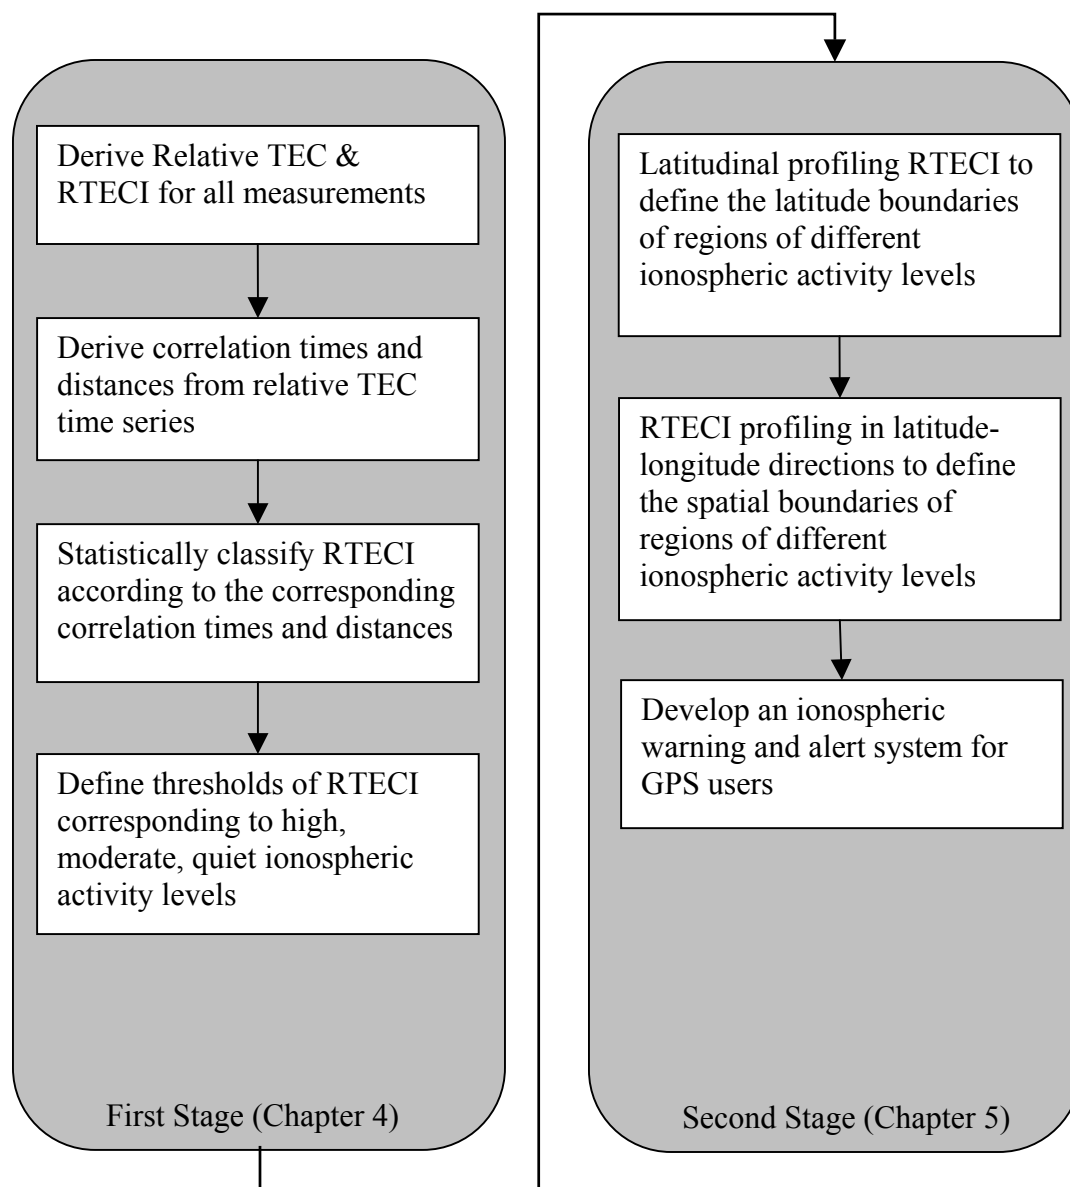 Derive Relative TEC &
RTECI for all measurements
Derive correlation times and
distances from relative TEC
time series
Statistically classify RTECI
according to the corresponding
correlation times and distances
Define thresholds of RTECI
corresponding to high,
moderate, quiet ionospheric
activity levels
First Stage (Chapter 4)
Latitudinal profiling RTECI to
define the latitude boundaries
of regions of different
ionospheric activity levels
RTECI profiling in latitude-
longitude directions to define
the spatial boundaries of
regions of different
ionospheric activity levels
Develop an ionospheric
warning and alert system for
GPS users
Second Stage (Chapter 5)